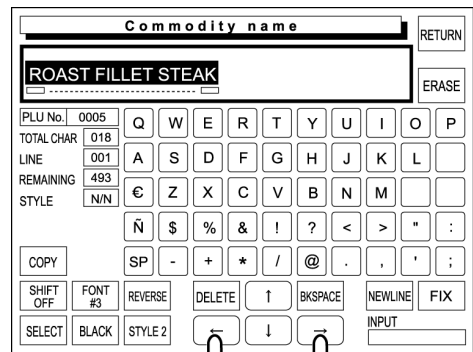 Commodity name
RETURN
ROAST FILLET STEAK
ERASE
PLU No. 0005
TOTAL CHAR 018
LINE 001
REMAINING 493
STYLE N/N
Q W E R T Y U I O P
A S D F G H J K L
€ Z X C V B N M
Ñ $ % & ! ? < > " :
COPY SP - + * / @ . , ' ;
SHIFT OFF FONT #3 REVERSE DELETE ↑ BKSPACE NEWLINE FIX
SELECT BLACK STYLE 2 ← ↓ → INPUT